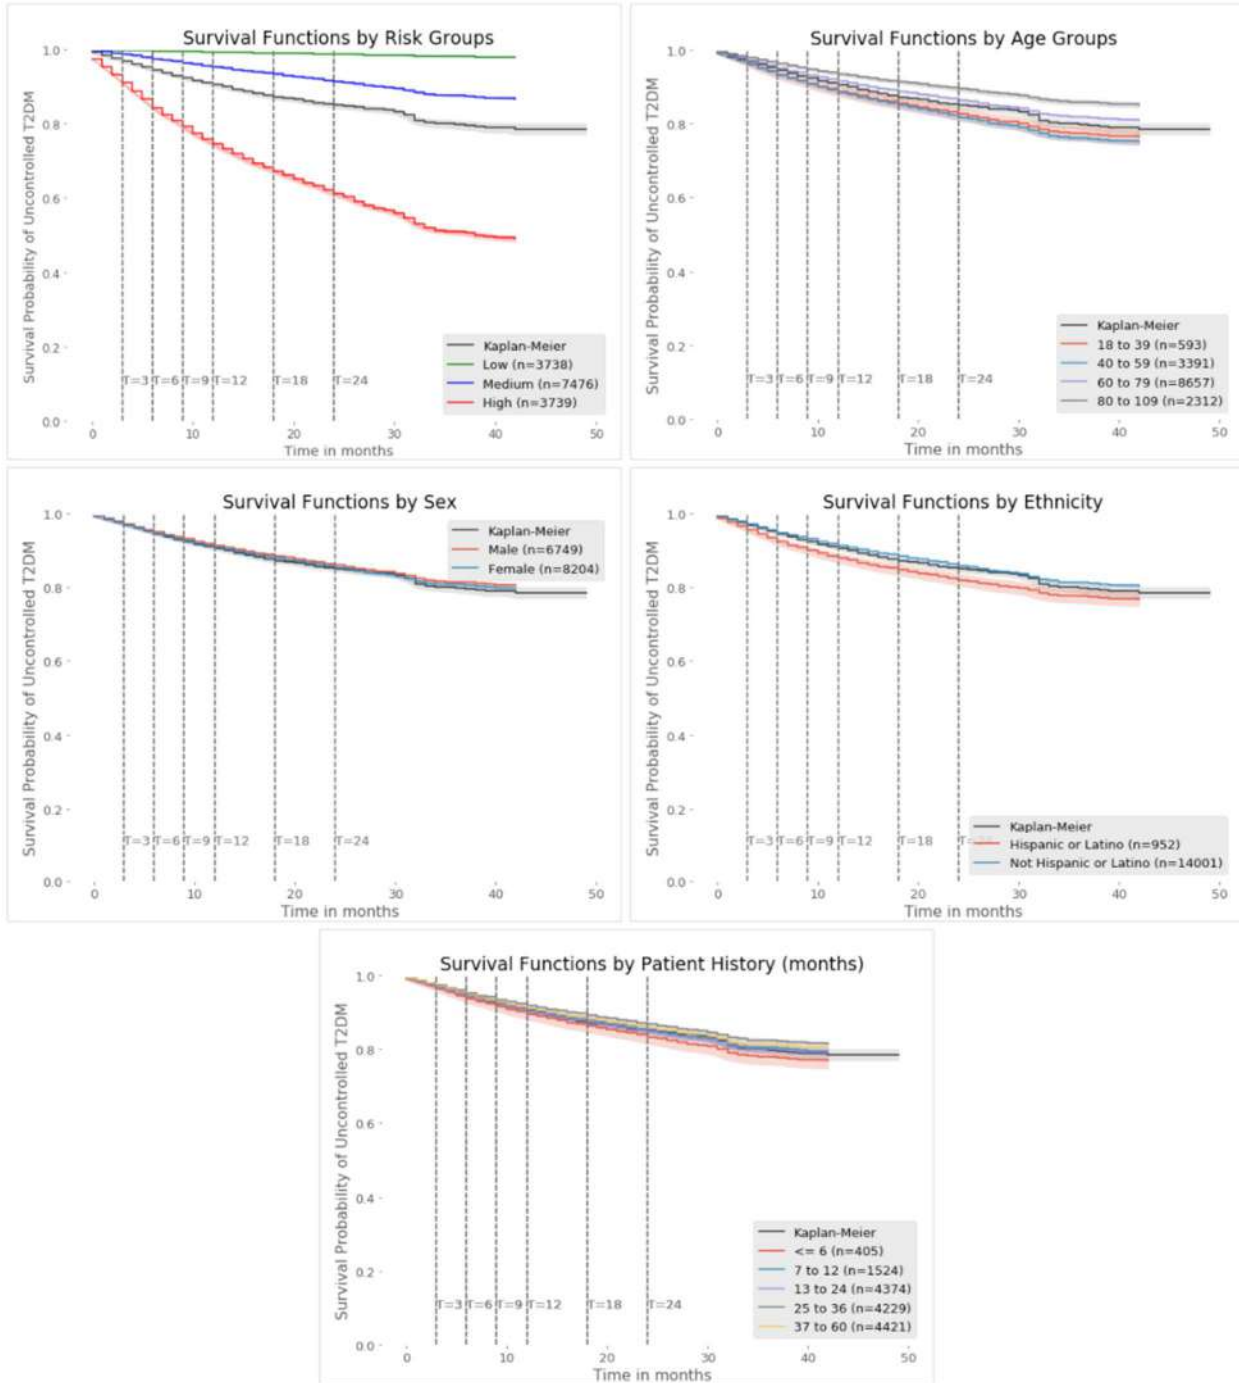 Survival Functions by Risk Groups
Survival Probability of Uncontrolled T2DM
1.0
0.8
0.6
0.4
0.2
0.0
T=3 T=6 T=9 T=12 T=18 T=24
Kaplan-Meier
Low (n=3738)
Medium (n=7476)
High (n=3739)
0 10 20 30 40 50
Time in months
Survival Functions by Age Groups
Survival Probability of Uncontrolled T2DM
1.0
0.8
0.6
0.4
0.2
0.0
T=3 T=6 T=9 T=12 T=18 T=24
Kaplan-Meier
18 to 39 (n=593)
40 to 59 (n=3391)
60 to 79 (n=8657)
80 to 109 (n=2312)
0 10 20 30 40 50
Time in months
Survival Functions by Sex
Survival Probability of Uncontrolled T2DM
1.0
0.8
0.6
0.4
0.2
0.0
Kaplan-Meier
Male (n=6749)
Female (n=8204)
T=3 T=6 T=9 T=12 T=18 T=24
0 10 20 30 40 50
Time in months
Survival Functions by Ethnicity
Survival Probability of Uncontrolled T2DM
1.0
0.8
0.6
0.4
0.2
0.0
T=3 T=6 T=9 T=12 T=18
Kaplan-Meier
Hispanic or Latino (n=952)
Not Hispanic or Latino (n=14001)
0 10 20 30 40 50
Time in months
Survival Functions by Patient History (months)
Survival Probability of Uncontrolled T2DM
1.0
0.8
0.6
0.4
0.2
0.0
T=3 T=6 T=9 T=12 T=18 T=24
Kaplan-Meier
<= 6 (n=405)
7 to 12 (n=1524)
13 to 24 (n=4374)
25 to 36 (n=4229)
37 to 60 (n=4421)
0 10 20 30 40 50
Time in months